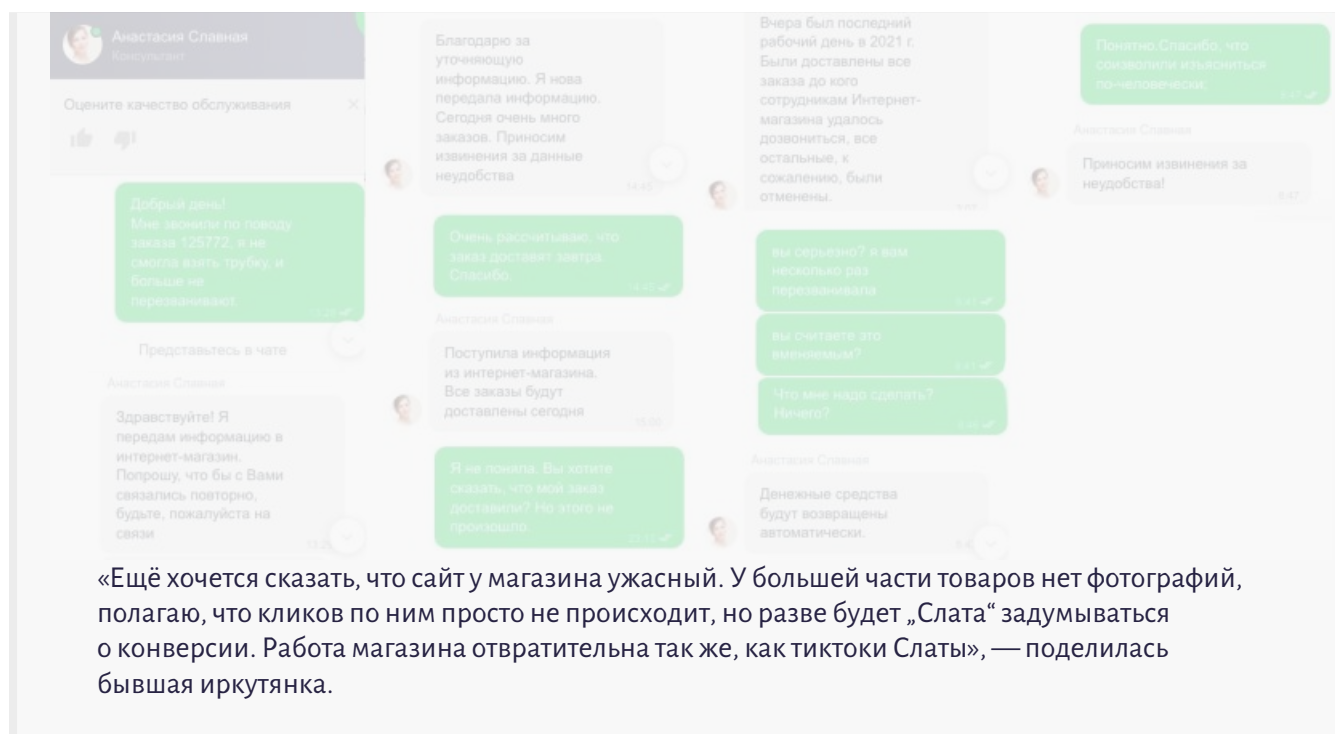 Анастасия Славная
Консультант
Оцените качество обслуживания
Добрый день!
Мне звонили по поводу
заказа 125772, я не
смогла взять трубку, и
больше не
перезванивают.
Представьтесь в чате
Анастасия Славная
Здравствуйте! Я
передам информацию в
интернет-магазин.
Попрошу, что бы с Вами
связались повторно,
будьте, пожалуйста на
связи
Благодарю за
уточняющую
информацию. Я нова
передала информацию.
Сегодня очень много
заказов. Приносим
извинения за данные
неудобства
14:45
Очень рассчитываю, что
заказ доставят завтра.
Спасибо.
Анастасия Славная
Поступила информация
из интернет-магазина.
Все заказы будут
доставлены сегодня
Я не поняла. Вы хотите
сказать, что мой заказ
доставили? Но этого не
произошло.
Вчера был последний
рабочий день в 2021 г.
Были доставлены все
заказа до кого
сотрудникам Интернет-
магазина удалось
дозвониться, все
остальные, к
сожалению, были
отменены.
вы серьезно? я вам
несколько раз
перезванивала
вы считаете это
вменяемым?
Что мне надо сделать?
Ничего?
Анастасия Славная
Денежные средства
будут возвращены
автоматически.
Понятно.Спасибо, что
соизволили изъясниться
по-человечески.
Анастасия Славная
Приносим извинения за
неудобства!
«Ещё хочется сказать, что сайт у магазина ужасный. У большей части товаров нет фотографий,
полагаю, что кликов по ним просто не происходит, но разве будет „Слата“ задумываться
о конверсии. Работа магазина отвратительна так же, как тиктоки Слаты», — поделилась
бывшая иркутянка.